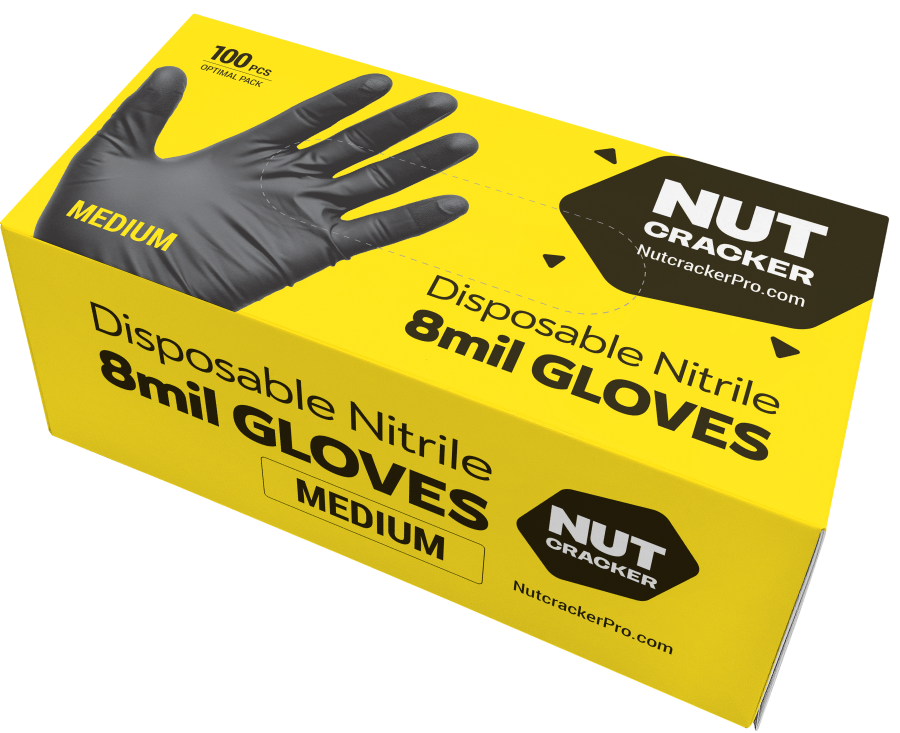 100 PCS
OPTIMAL PACK
MEDIUM
NUT
CRACKER
NutcrackerPro.com
Disposable Nitrile
8mil GLOVES
Disposable Nitrile
8mil GLOVES
MEDIUM
NUT
CRACKER
NutcrackerPro.com